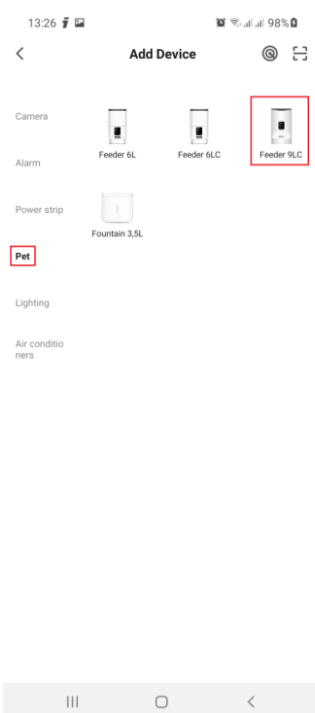 13:26
98%
Add Device
Camera
Alarm
Power strip
Pet
Lighting
Air conditio
ners
Feeder 6L
Feeder 6LC
Feeder 9LC
Fountain 3,5L